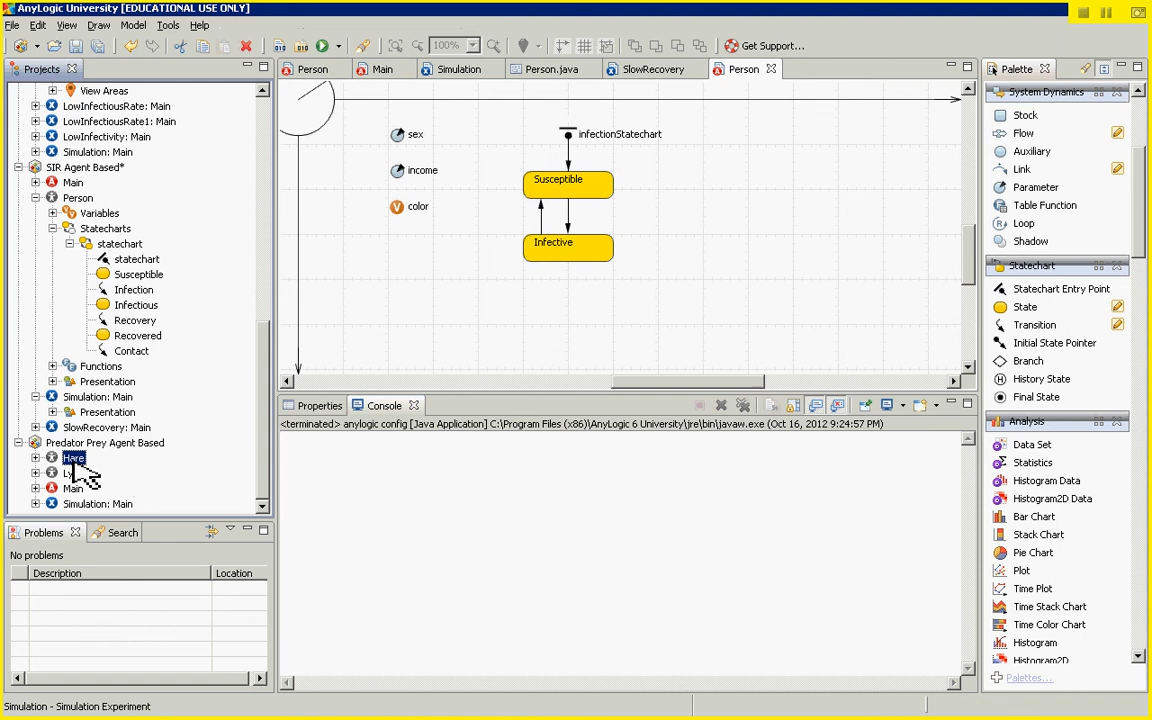 AnyLogic University [EDUCATIONAL USE ONLY]
File Edit View Draw Model Tools Help
100% Get Support...
Projects
View Areas
LowInfectiousRate: Main
LowInfectiousRate1: Main
LowInfectivity: Main
Simulation: Main
SIR Agent Based*
Main
Person
Variables
Statecharts
statechart
statechart
Susceptible
Infection
Infectious
Recovery
Recovered
Contact
Functions
Presentation
Simulation: Main
Presentation
SlowRecovery: Main
Predator Prey Agent Based
Hare
Main
Simulation: Main
Problems Search
No problems
Description Location
Person Main Simulation Person.java SlowRecovery Person
sex
income
color
infectionStatechart
Susceptible
Infective
Properties Console
<terminated> anylogic config [Java Application] C:\Program Files (x86)\AnyLogic 6 University\jre\bin\javaw.exe (Oct 16, 2012 9:24:57 PM)
Palette
System Dynamics
Stock
Flow
Auxiliary
Link
Parameter
Table Function
Loop
Shadow
Statechart
Statechart Entry Point
State
Transition
Initial State Pointer
Branch
History State
Final State
Analysis
Data Set
Statistics
Histogram Data
Histogram2D Data
Bar Chart
Stack Chart
Pie Chart
Plot
Time Plot
Time Stack Chart
Time Color Chart
Histogram
Histogram2D
Palettes...
Simulation - Simulation Experiment